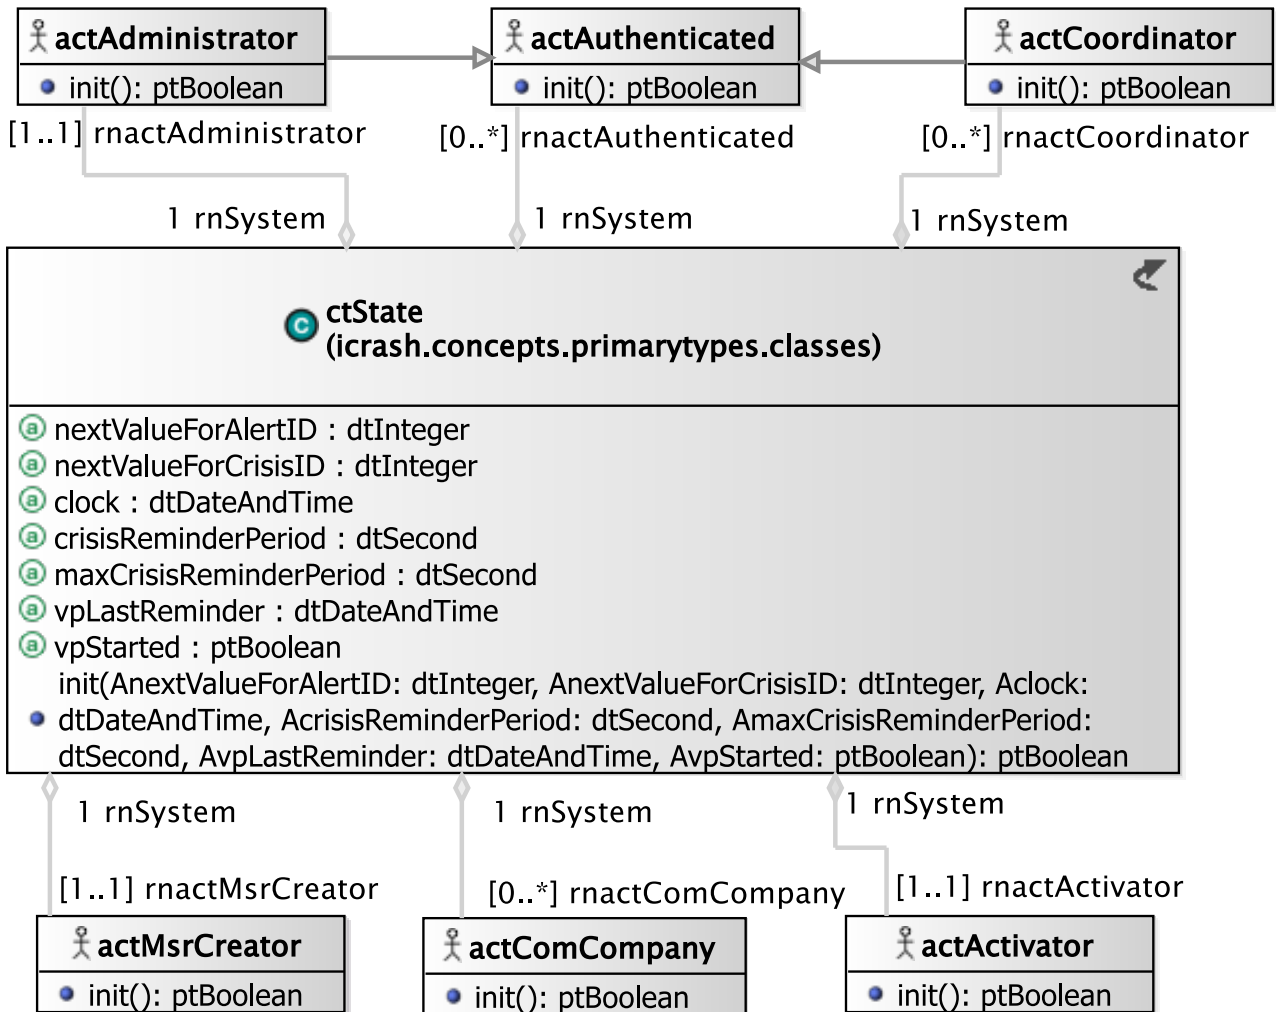 actAdministrator
init(): ptBoolean
actAuthenticated
init(): ptBoolean
actCoordinator
init(): ptBoolean
[1..1] rnactAdministrator
[0..*] rnactAuthenticated
[0..*] rnactCoordinator
1 rnSystem
1 rnSystem
1 rnSystem
C
ctState
(icrash.concepts.primarytypes.classes)
a nextValueForAlertID : dtInteger
a nextValueForCrisisID : dtInteger
a clock : dtDateAndTime
a crisisReminderPeriod : dtSecond
a maxCrisisReminderPeriod : dtSecond
a vpLastReminder : dtDateAndTime
a vpStarted : ptBoolean
init(AnextValueForAlertID: dtInteger, AnextValueForCrisisID: dtInteger, Aclock:
dtDateAndTime, AcrisisReminderPeriod: dtSecond, AmaxCrisisReminderPeriod:
dtSecond, AvpLastReminder: dtDateAndTime, AvpStarted: ptBoolean): ptBoolean
1 rnSystem
1 rnSystem
1 rnSystem
[1..1] rnactMsrCreator
[0..*] rnactComCompany
[1..1] rnactActivator
actMsrCreator
init(): ptBoolean
actComCompany
init(): ptBoolean
actActivator
init(): ptBoolean